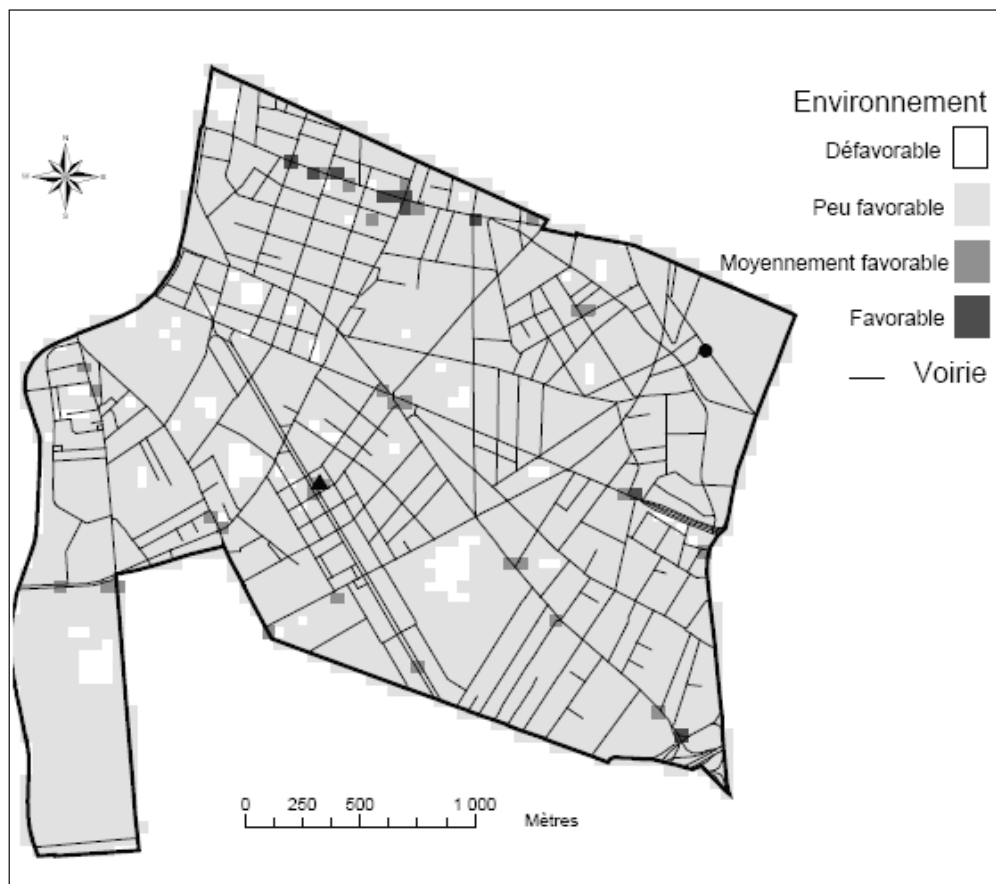 Environnement
Défavorable
Peu favorable
Moyennement favorable
Favorable
Voirie
N
S
0 250 500 1 000
Mètres